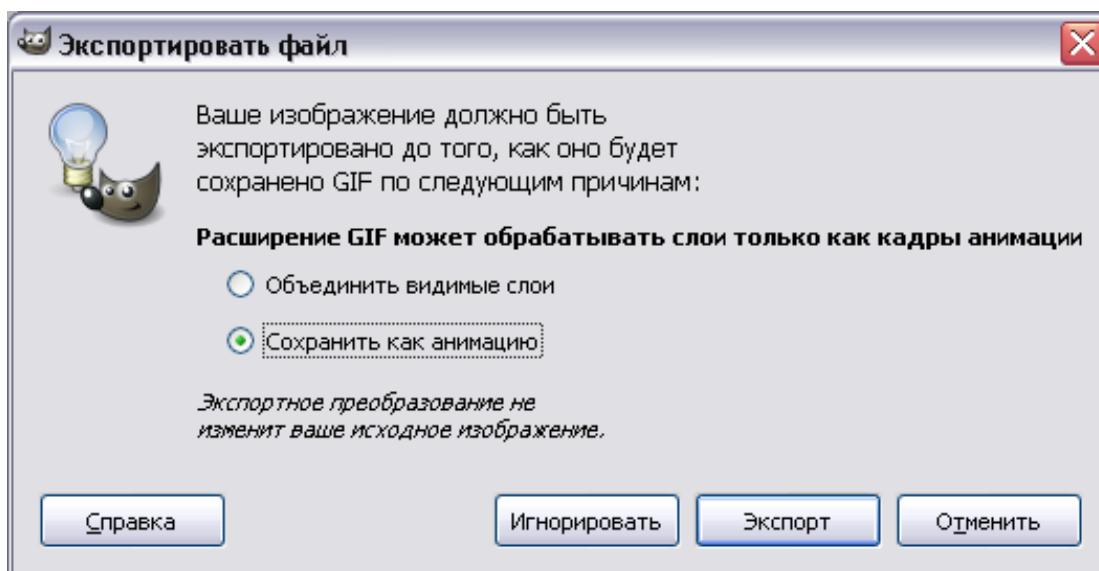 Экспортировать файл
Ваше изображение должно быть
экспортировано до того, как оно будет
сохранено GIF по следующим причинам:
Расширение GIF может обрабатывать слои только как кадры анимации
Объединить видимые слои
Сохранить как анимацию
Экспортное преобразование не
изменит ваше исходное изображение.
Справка
Игнорировать
Экспорт
Отменить